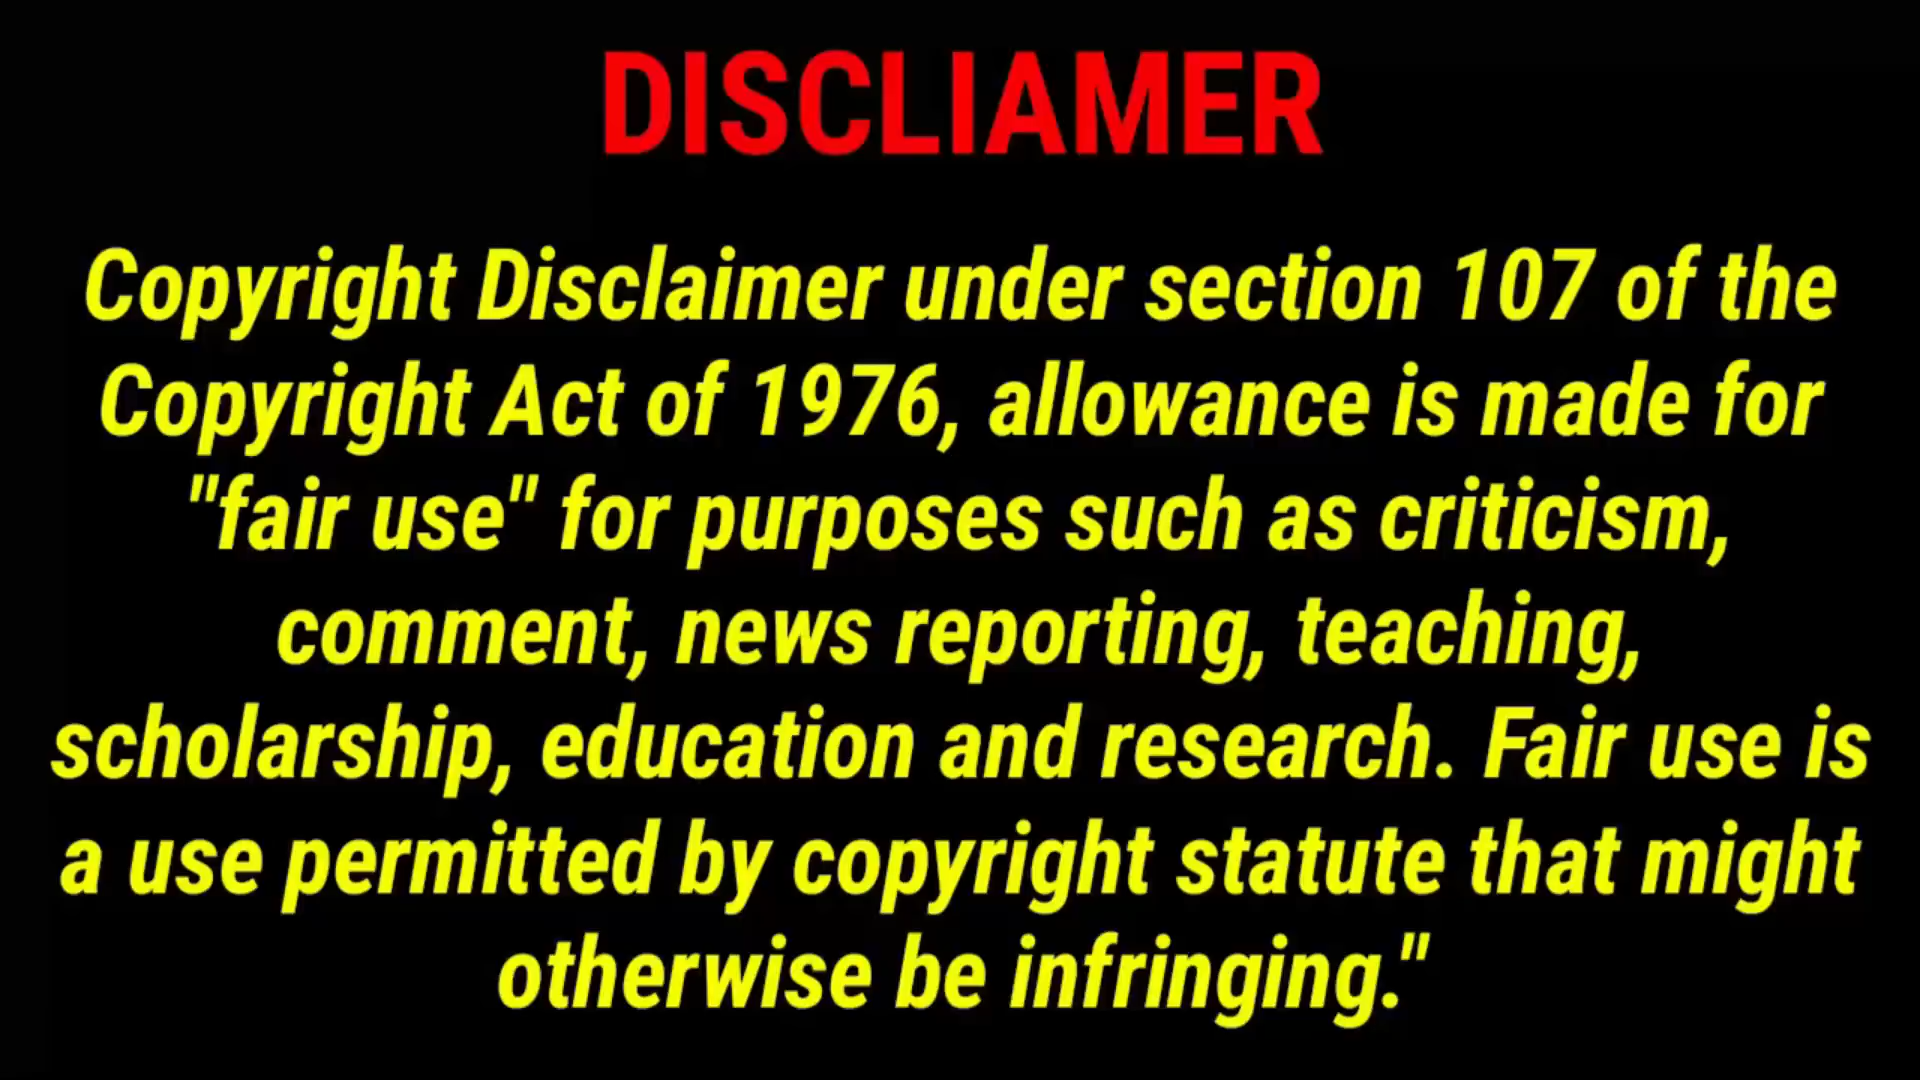 DISCLIAMER
Copyright Disclaimer under section 107 of the
Copyright Act of 1976, allowance is made for
"fair use" for purposes such as criticism,
comment, news reporting, teaching,
scholarship, education and research. Fair use is
a use permitted by copyright statute that might
otherwise be infringing."